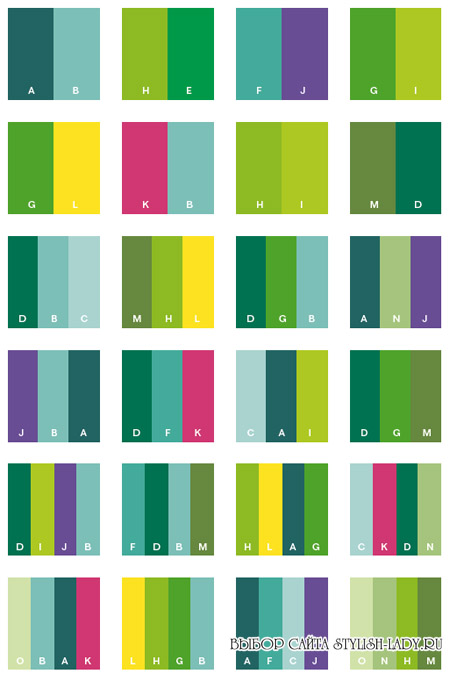 A B H E F J G I
G L K B H I M D
D B C M H L D G B A N J
J B A D F K C A I D G M
D I J B F D B M H L A G C K D N
ВЫБОР САЙТА STYLISH-LADY.RU
O B A K L H G B A F C J O N H M